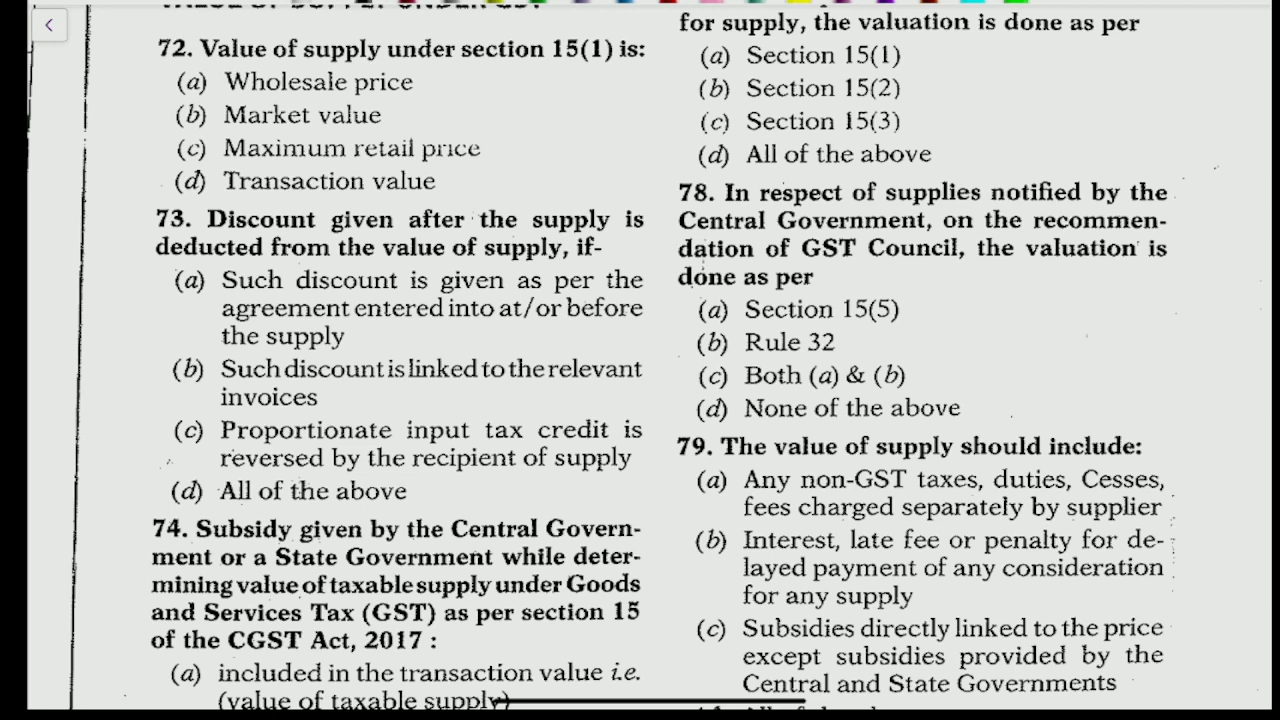 72. Value of supply under section 15(1) is:
(a) Wholesale price
(b) Market value
(c) Maximum retail price
(d) Transaction value
73. Discount given after the supply is
deducted from the value of supply, if-
(a) Such discount is given as per the
agreement entered into at/or before
the supply
(b) Such discount is linked to the relevant
invoices
(c) Proportionate input tax credit is
reversed by the recipient of supply
(d) All of the above
74. Subsidy given by the Central Govern-
ment or a State Government while deter-
mining value of taxable supply under Goods
and Services Tax (GST) as per section 15
of the CGST Act, 2017 :
(a) included in the transaction value i.e.
(value of taxable supply)
for supply, the valuation is done as per
(a) Section 15(1)
(b) Section 15(2)
(c) Section 15(3)
(d) All of the above
78. In respect of supplies notified by the
Central Government, on the recommen-
dation of GST Council, the valuation is
done as per
(a) Section 15(5)
(b) Rule 32
(c) Both (a) & (b)
(d) None of the above
79. The value of supply should include:
(a) Any non-GST taxes, duties, Cesses,
fees charged separately by supplier
(b) Interest, late fee or penalty for de-
layed payment of any consideration
for any supply
(c) Subsidies directly linked to the price
except subsidies provided by the
Central and State Governments